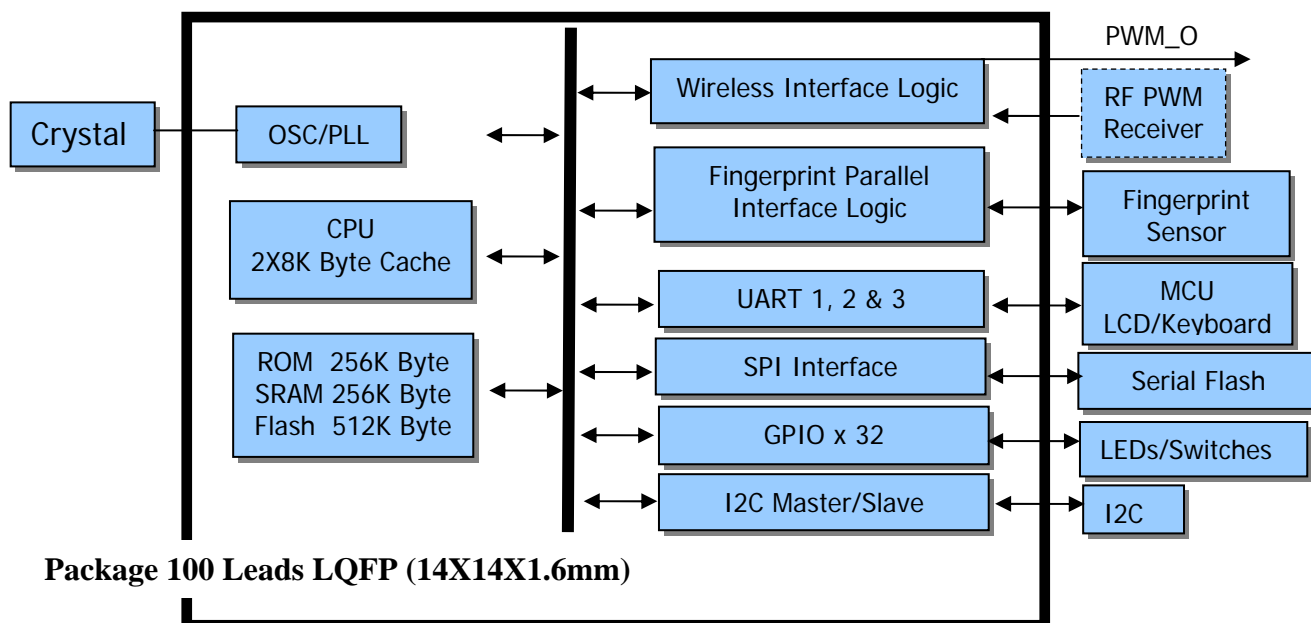 PWM_O
Wireless Interface Logic
RF PWM
Receiver
Crystal
OSC/PLL
Fingerprint Parallel
Interface Logic
Fingerprint
Sensor
CPU
2X8K Byte Cache
UART 1, 2 & 3
MCU
LCD/Keyboard
ROM 256K Byte
SRAM 256K Byte
Flash 512K Byte
SPI Interface
Serial Flash
GPIO x 32
LEDs/Switches
I2C Master/Slave
I2C
Package 100 Leads LQFP (14X14X1.6mm)